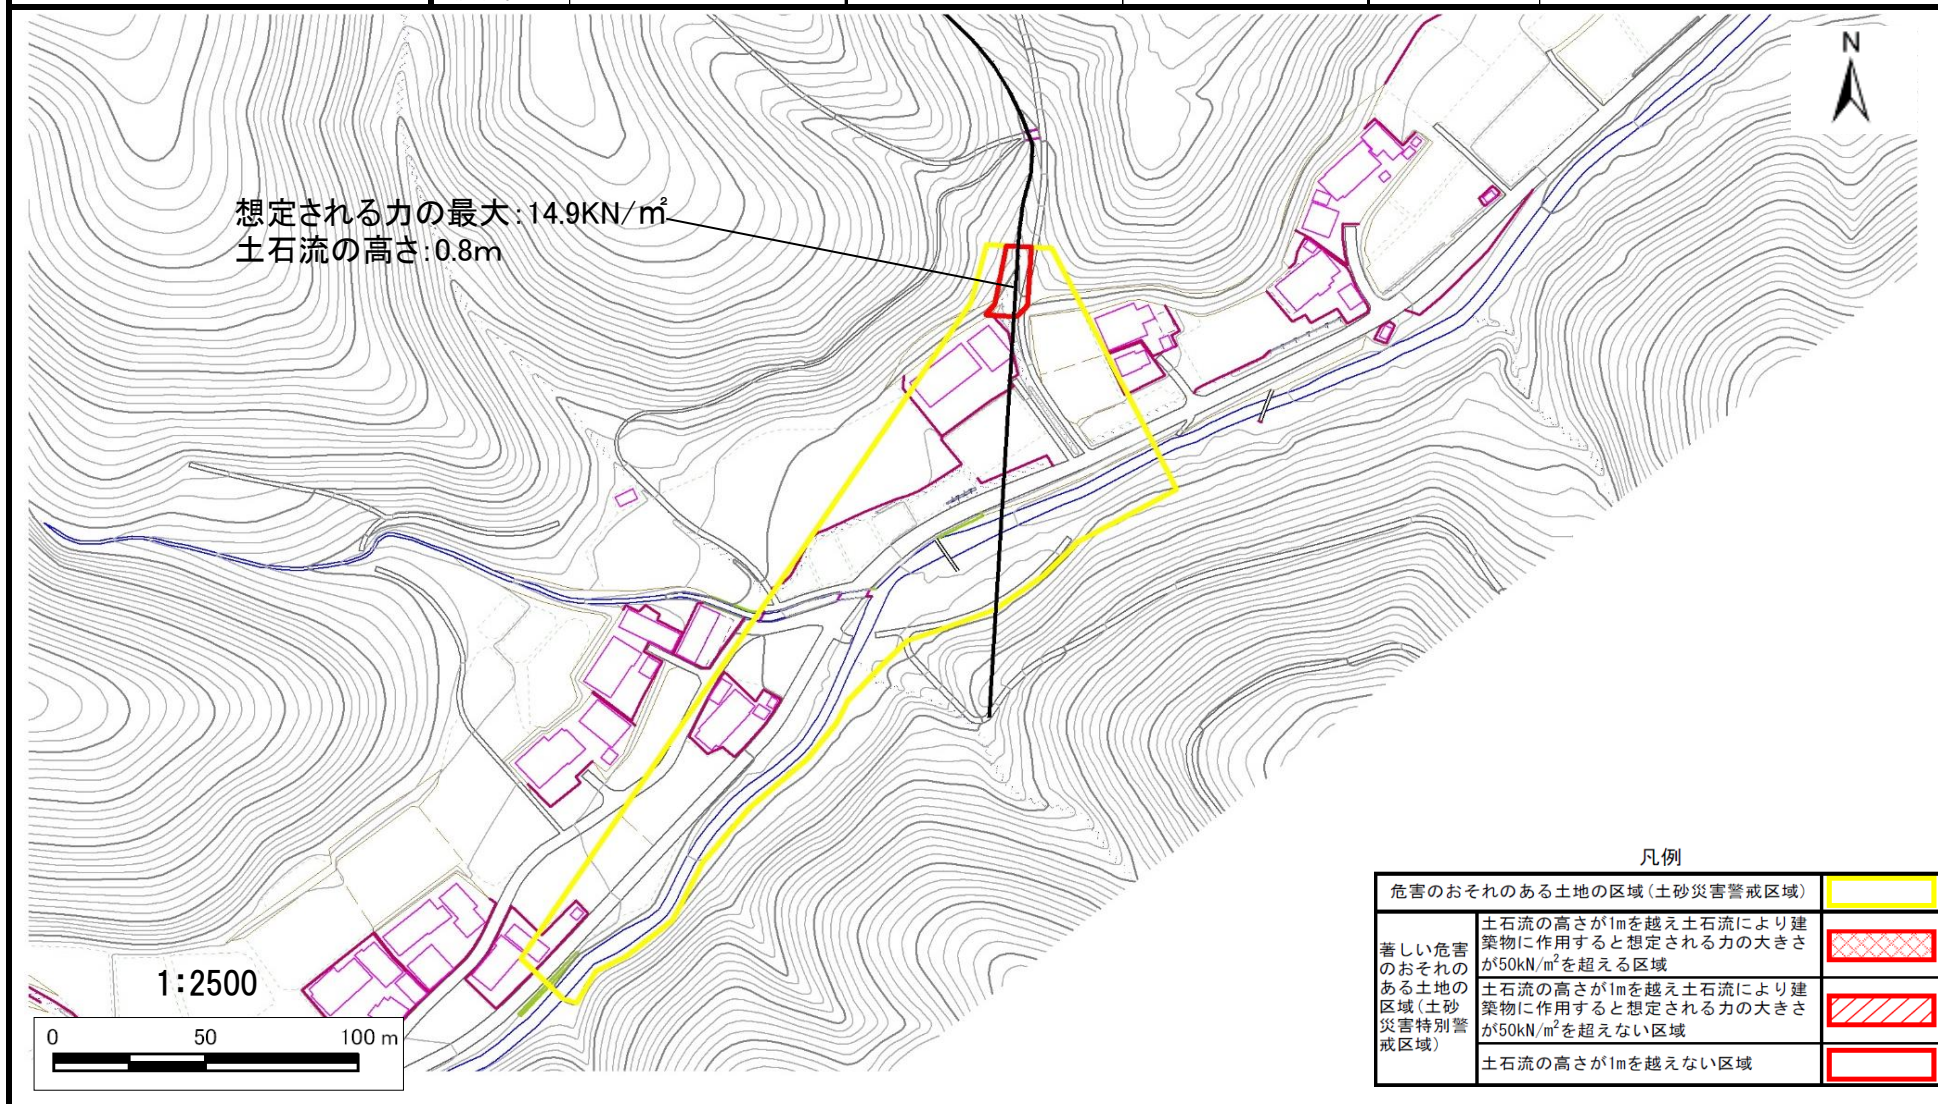 N
想定される力の最大:14.9KN/㎡
土石流の高さ:0.8m
凡例
危害のおそれのある土地の区域(土砂災害警戒区域)
著しい危害
のおそれの
ある土地の
区域(土砂
災害特別警
戒区域)
土石流の高さが1mを越え土石流により建
築物に作用すると想定される力の大きさ
が50kN/m²を超える区域
土石流の高さが1mを越え土石流により建
築物に作用すると想定される力の大きさ
が50kN/m²を超えない区域
土石流の高さが1mを越えない区域
1:2500
0 50 100 m